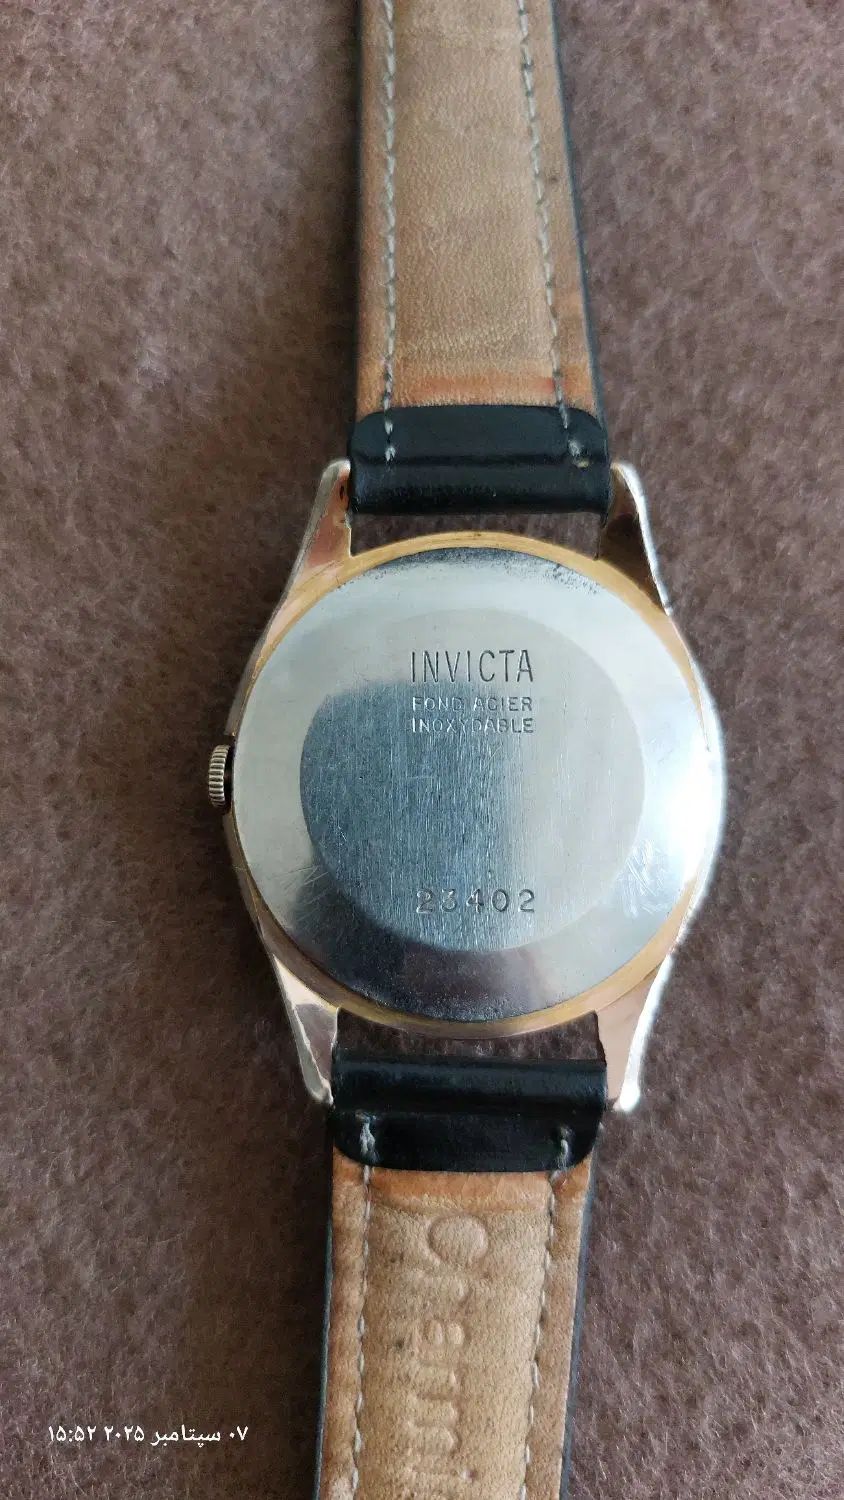 INVICTA
FOND ACIER
INOXYDABLE
23402
۰۷ سپتامبر ۲۰۲۵ ۱۵:۵۲